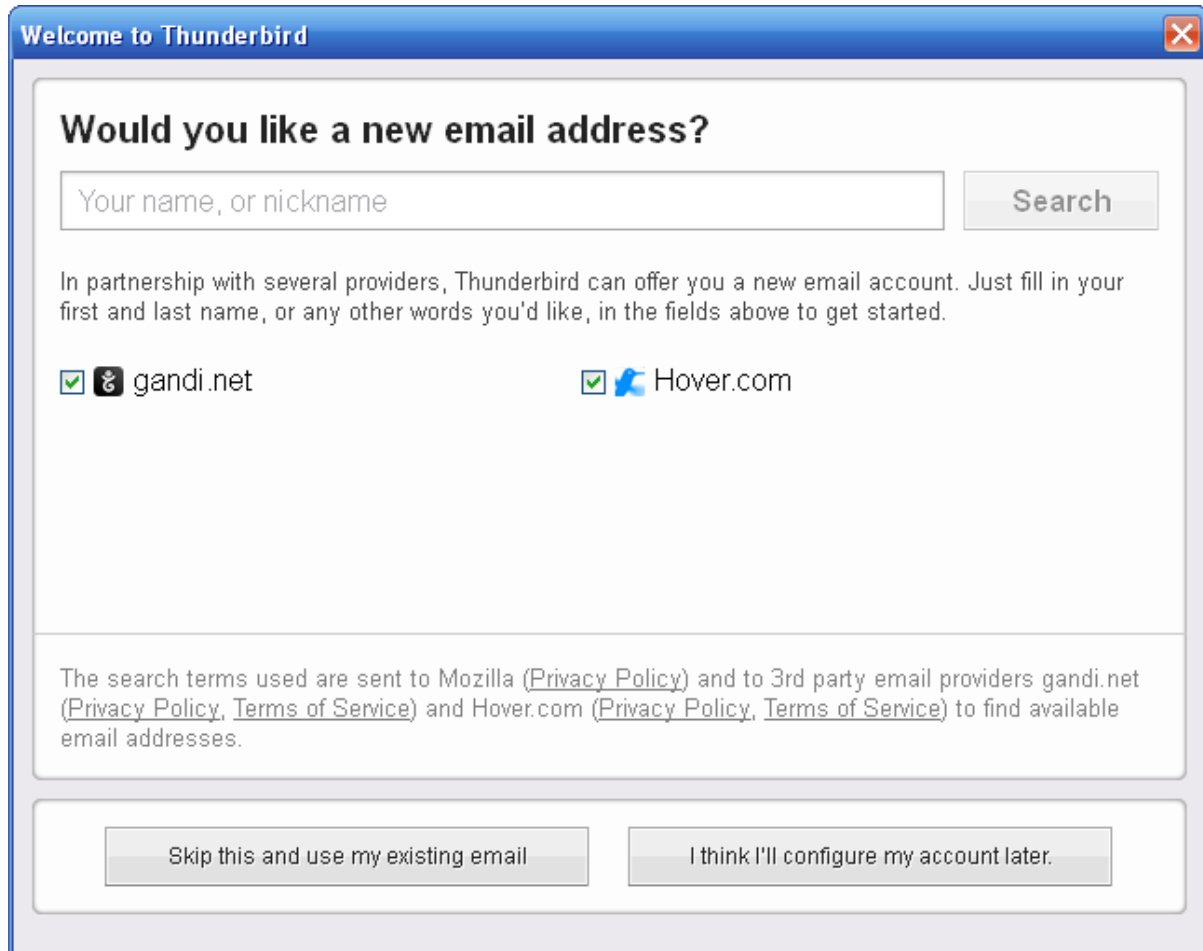 Welcome to Thunderbird
Would you like a new email address?
Your name, or nickname
Search
In partnership with several providers, Thunderbird can offer you a new email account. Just fill in your
first and last name, or any other words you'd like, in the fields above to get started.
gandi.net
Hover.com
The search terms used are sent to Mozilla (Privacy Policy) and to 3rd party email providers gandi.net
(Privacy Policy, Terms of Service) and Hover.com (Privacy Policy, Terms of Service) to find available
email addresses.
Skip this and use my existing email
I think I'll configure my account later.